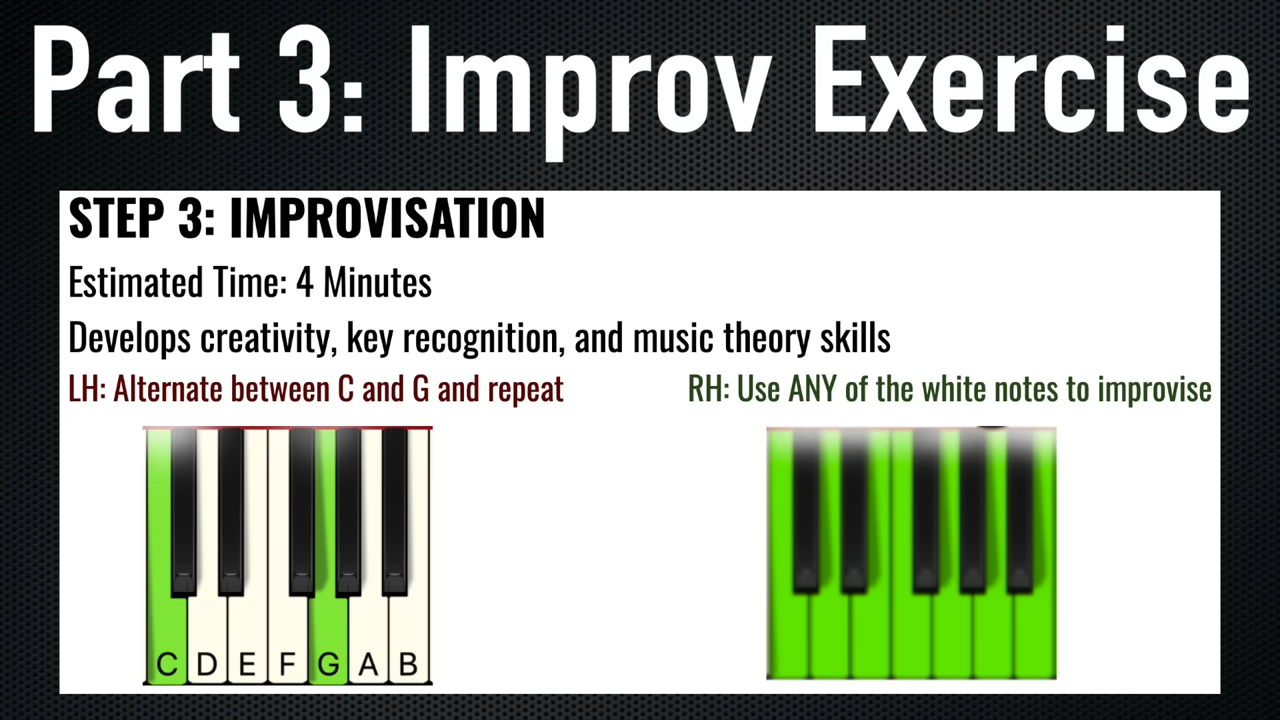 Part 3: Improv Exercise
STEP 3: IMPROVISATION
Estimated Time: 4 Minutes
Develops creativity, key recognition, and music theory skills
LH: Alternate between C and G and repeat
RH: Use ANY of the white notes to improvise
C D E F G A B